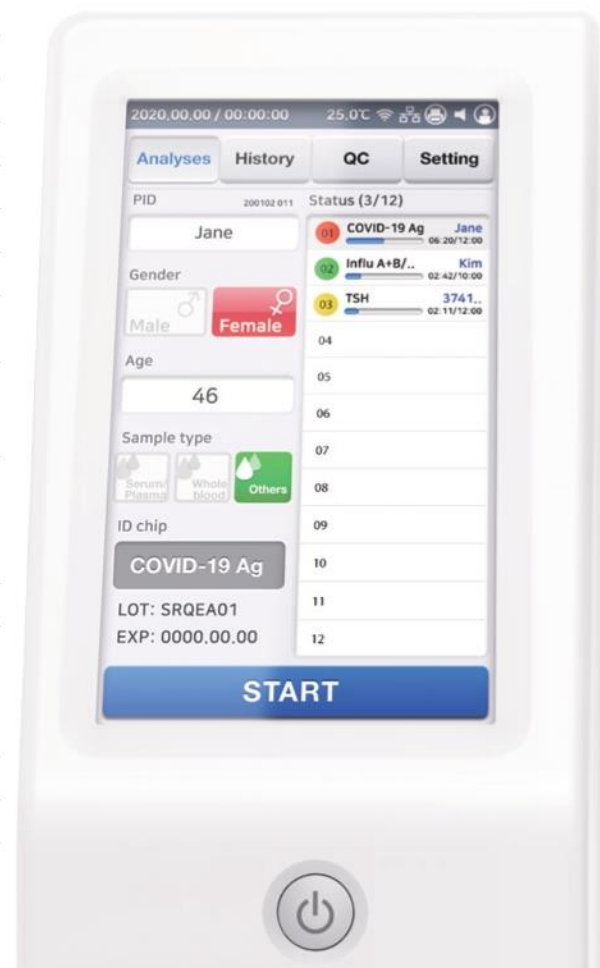 2020.00.00 / 00:00:00 25.0℃
Analyses History QC Setting
PID 200102 011
Jane
Gender
Male Female
Age
46
Sample type
Serum/
Plasma
Whole
blood
Others
ID chip
COVID-19 Ag
LOT: SRQEA01
EXP: 0000.00.00
Status (3/12)
01 COVID-19 Ag Jane
06:20/12:00
02 Influ A+B/.. Kim
02:42/10:00
03 TSH 3741..
02:11/12:00
04
05
06
07
08
09
10
11
12
START